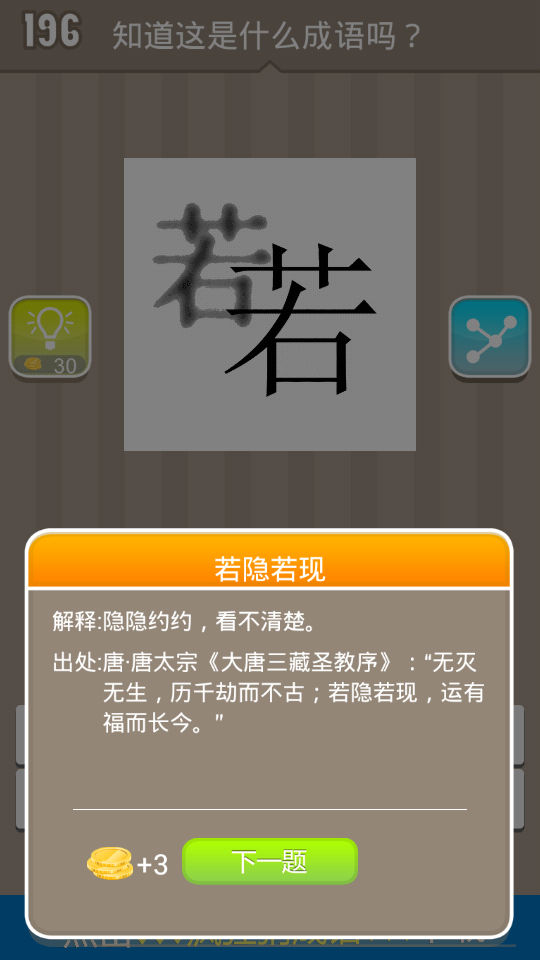 196
知道这是什么成语吗？
若
若
30
若隐若现
解释:隐隐约约，看不清楚。
出处:唐·唐太宗《大唐三藏圣教序》：“无灭
无生，历千劫而不古；若隐若现，运有
福而长今。”
+3
下一题